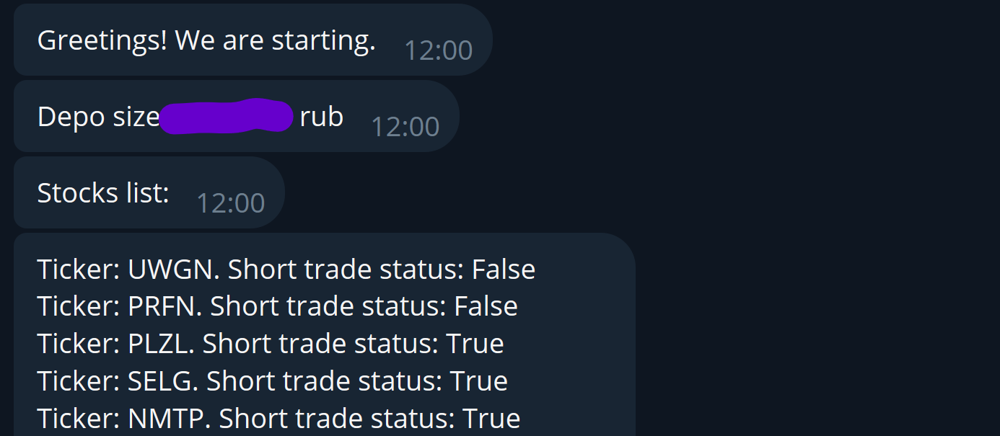 Greetings! We are starting. 12:00
Depo size rub 12:00
Stocks list: 12:00
Ticker: UWGN. Short trade status: False
Ticker: PRFN. Short trade status: False
Ticker: PLZL. Short trade status: True
Ticker: SELG. Short trade status: True
Ticker: NMTP. Short trade status: True